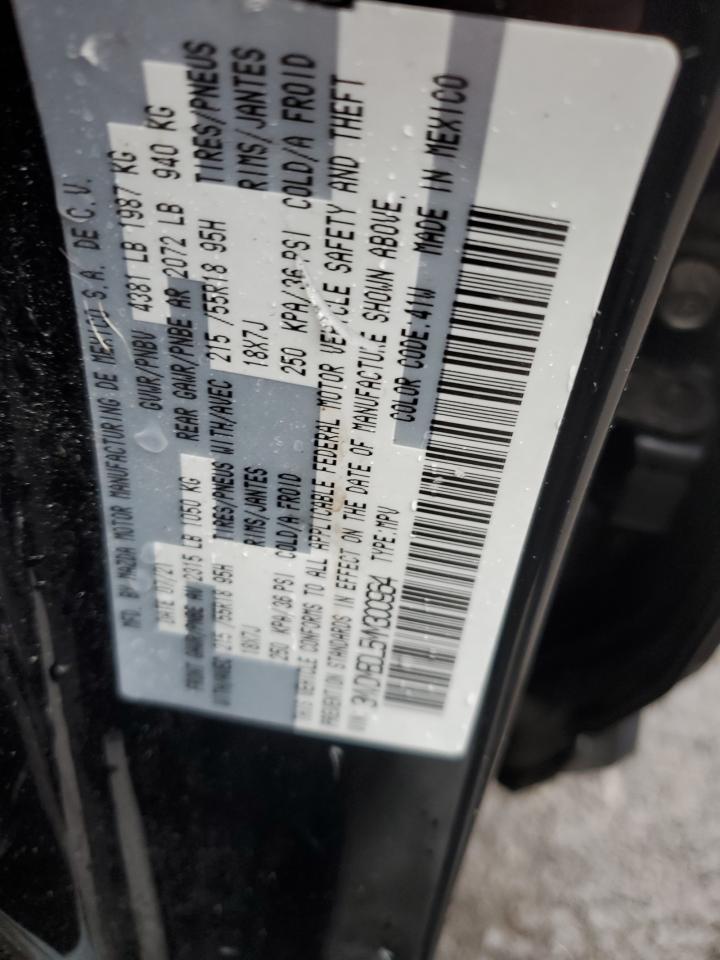 MFD. BY MAZDA MOTOR MANUFACTURING DE MEXICO S.A. DE C.V.
DATE 07/21 GVWR/PNBV 4381 LB 1987 KG
FRONT GAWR/PNBE AV 2315 LB 1050 KG REAR GAWR/PNBE AR 2072 LB 940 KG
WITH/AVEC 215 /55R18 95H TIRES/PNEUS WITH/AVEC 215 /55R18 95H TIRES/PNEUS
18X7J RIMS/JANTES 18X7J RIMS/JANTES
250 KPA/36 PSI COLD/A FROID 250 KPA/36 PSI COLD/A FROID
THIS VEHICLE CONFORMS TO ALL APPLICABLE FEDERAL MOTOR VEHICLE SAFETY AND THEFT
PREVENTION STANDARDS IN EFFECT ON THE DATE OF MANUFACTURE SHOWN ABOVE.
VIN: TYPE:MPV COLOR CODE:41W MADE IN MEXICO